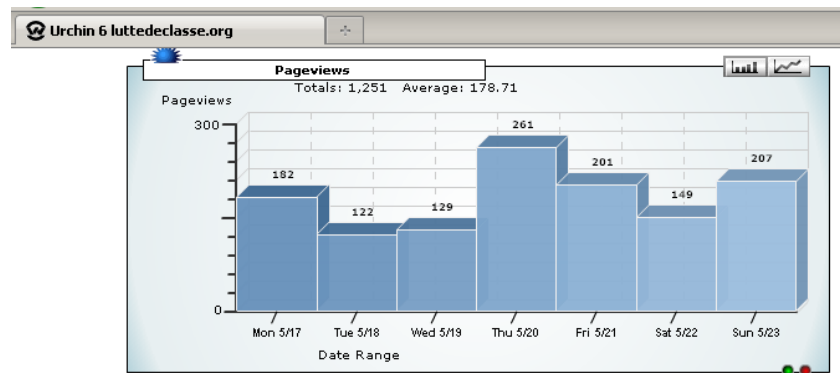 Urchin 6 luttedeclasse.org
Pageviews
Totals: 1,251 Average: 178.71
Pageviews
300
261
207
201
182
149
129
122
0
Mon 5/17 Tue 5/18 Wed 5/19 Thu 5/20 Fri 5/21 Sat 5/22 Sun 5/23
Date Range